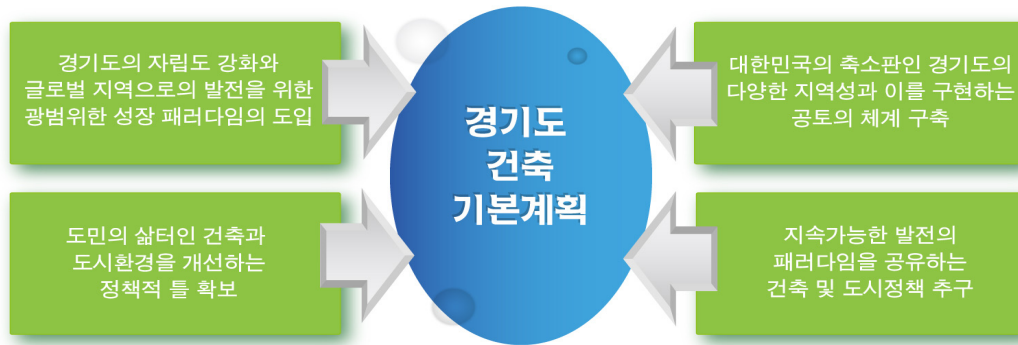 경기도의 자립도 강화와
글로벌 지역으로의 발전을 위한
광범위한 성장 패러다임의 도입
도민의 삶터인 건축과
도시환경을 개선하는
정책적 틀 확보
경기도
건축
기본계획
대한민국의 축소판인 경기도의
다양한 지역성과 이를 구현하는
공토의 체계 구축
지속가능한 발전의
패러다임을 공유하는
건축 및 도시정책 추구